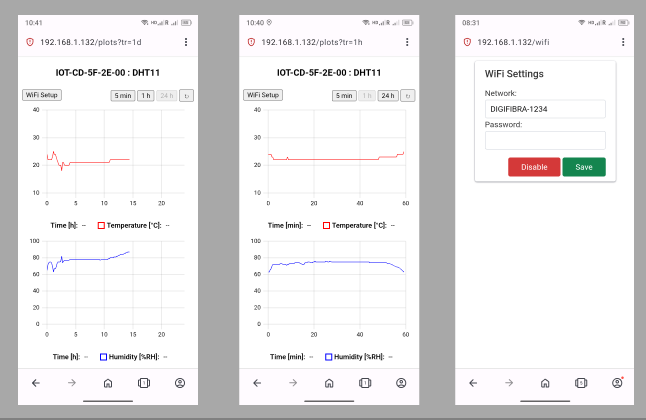 10:41
192.168.1.132/plots?tr=1d
IOT-CD-5F-2E-00 : DHT11
WiFi Setup 5 min 1 h 24 h
40
30
20
10
0 5 10 15 20
Time [h]: -- Temperature [°C]: --
100
80
60
40
20
0
0 5 10 15 20
Time [h]: -- Humidity [%RH]: --
10:40
192.168.1.132/plots?tr=1h
IOT-CD-5F-2E-00 : DHT11
WiFi Setup 5 min 1 h 24 h
40
30
20
10
0 20 40 60
Time [min]: -- Temperature [°C]: --
100
80
60
40
20
0
0 20 40 60
Time [min]: -- Humidity [%RH]: --
08:31
192.168.1.132/wifi
WiFi Settings
Network:
DIGIFIBRA-1234
Password:
Disable Save